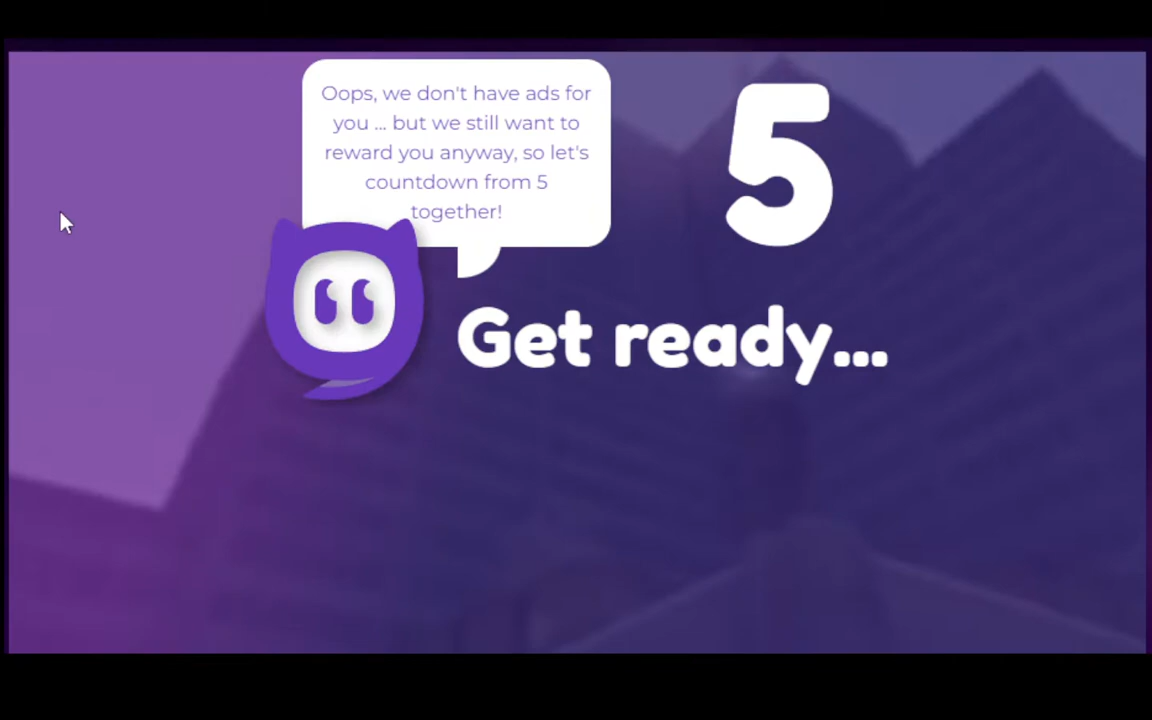 Oops, we don't have ads for
you ... but we still want to
reward you anyway, so let's
countdown from 5
together!
5
Get ready...